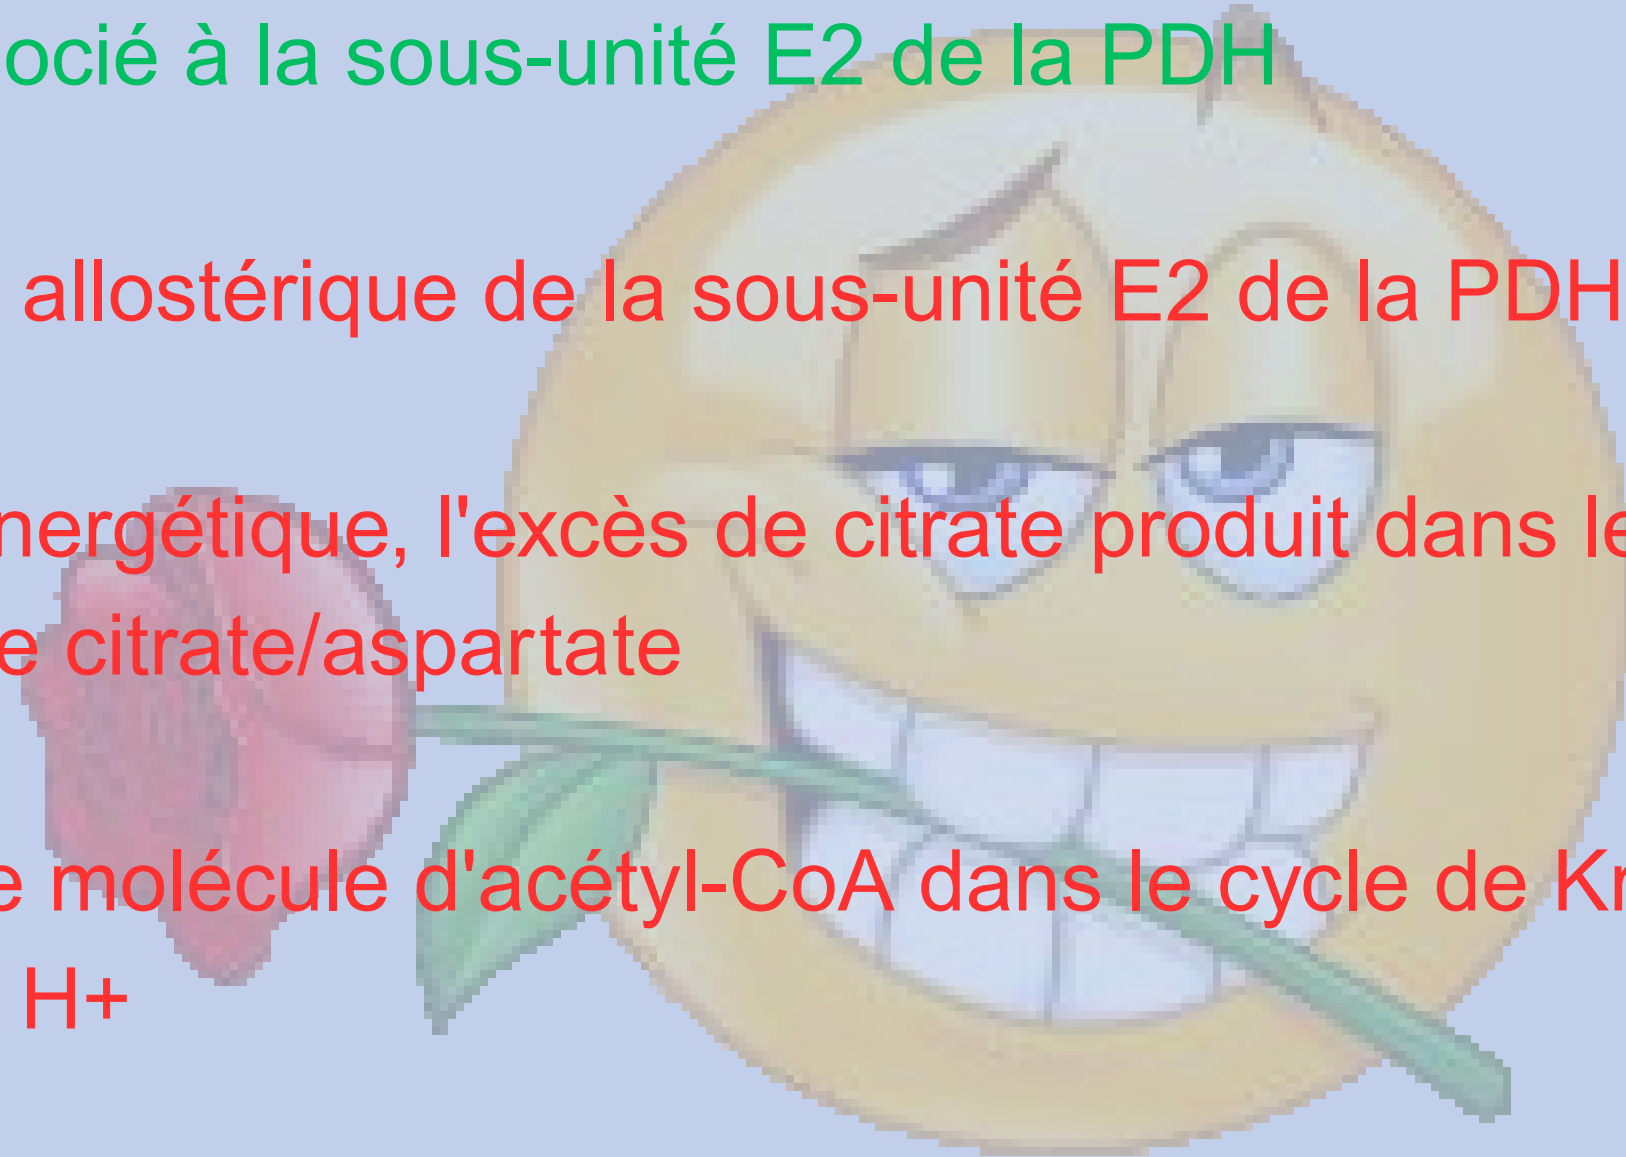 ocié à la sous-unité E2 de la PDH
allostérique de la sous-unité E2 de la PDH
nergétique, l'excès de citrate produit dans le
e citrate/aspartate
e molécule d'acétyl-CoA dans le cycle de Kr
H+